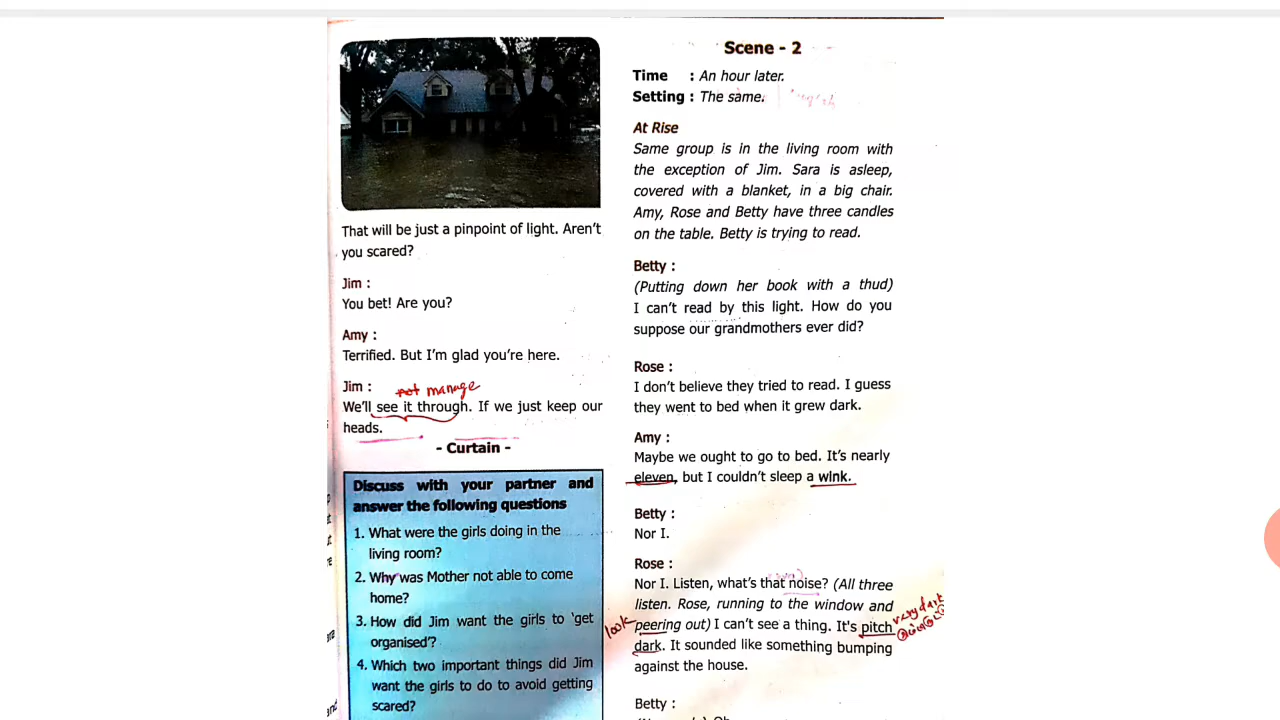 That will be just a pinpoint of light. Aren't
you scared?
Jim :
You bet! Are you?
Amy :
Terrified. But I'm glad you're here.
Jim :
manage
We'll see it through. If we just keep our
heads.
- Curtain -
Discuss with your partner and
answer the following questions
1. What were the girls doing in the
living room?
2. Why was Mother not able to come
home?
3. How did Jim want the girls to 'get
organised'?
4. Which two important things did Jim
want the girls to do to avoid getting
scared?
Scene - 2
Time : An hour later.
Setting : The same.
At Rise
Same group is in the living room with
the exception of Jim. Sara is asleep,
covered with a blanket, in a big chair.
Amy, Rose and Betty have three candles
on the table. Betty is trying to read.
Betty :
(Putting down her book with a thud)
I can't read by this light. How do you
suppose our grandmothers ever did?
Rose :
I don't believe they tried to read. I guess
they went to bed when it grew dark.
Amy :
Maybe we ought to go to bed. It's nearly
eleven, but I couldn't sleep a wink.
Betty :
Nor I.
Rose :
Nor I. Listen, what's that noise? (All three
listen. Rose, running to the window and
look
peering out) I can't see a thing. It's pitch
very dark
dark. It sounded like something bumping
against the house.
Betty :